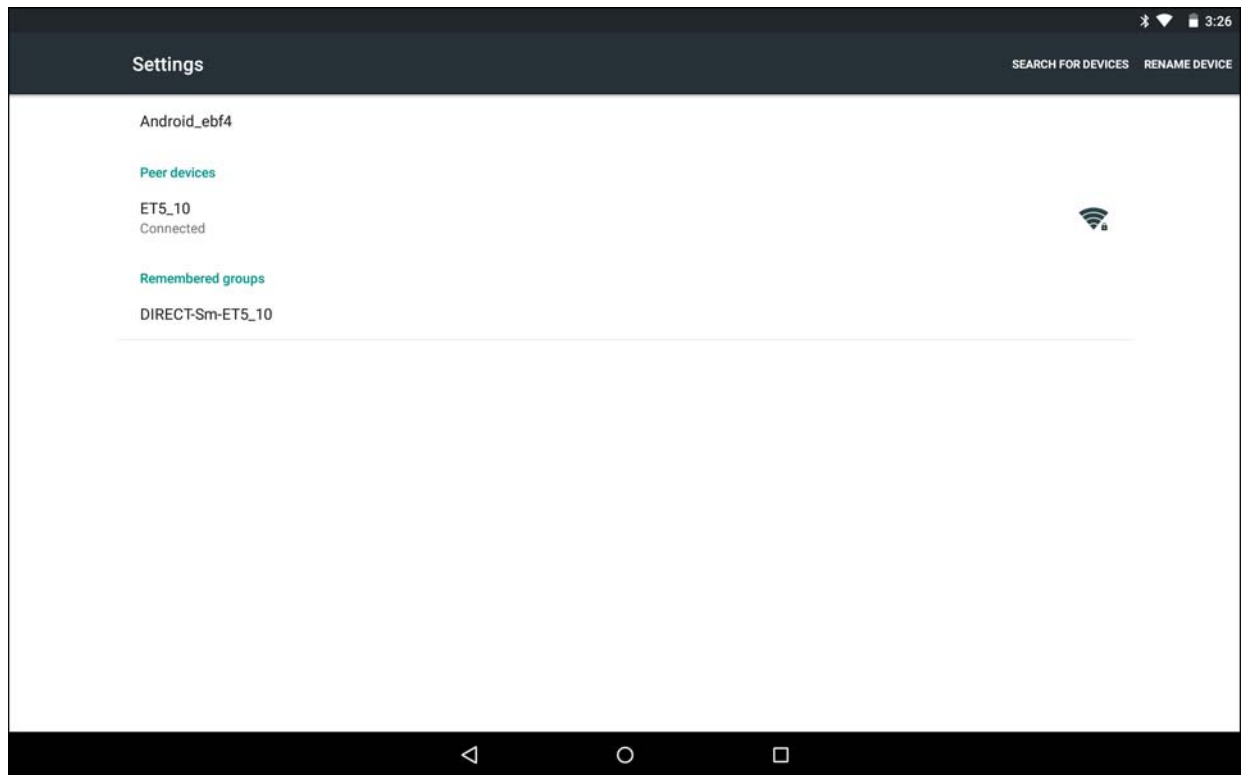 3:26
Settings
SEARCH FOR DEVICES RENAME DEVICE
Android_ebf4
Peer devices
ET5_10
Connected
Remembered groups
DIRECT-Sm-ET5_10